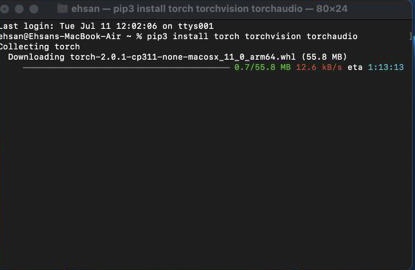 ehsan — pip3 install torch torchvision torchaudio — 80×24
Last login: Tue Jul 11 12:02:06 on ttys001
ehsan@Ehsans-MacBook-Air ~ % pip3 install torch torchvision torchaudio
Collecting torch
Downloading torch-2.0.1-cp311-none-macosx_11_0_arm64.whl (55.8 MB)
0.7/55.8 MB 12.6 kB/s eta 1:13:13